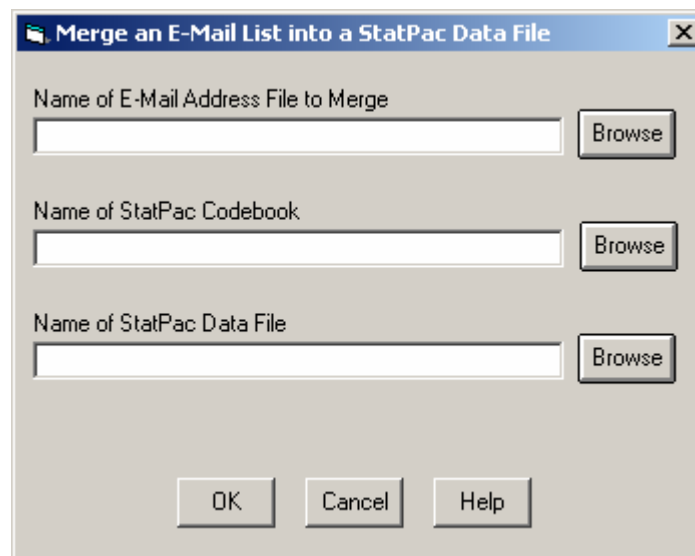 Merge an E-Mail List into a StatPac Data File
Name of E-Mail Address File to Merge
Browse
Name of StatPac Codebook
Browse
Name of StatPac Data File
Browse
OK Cancel Help